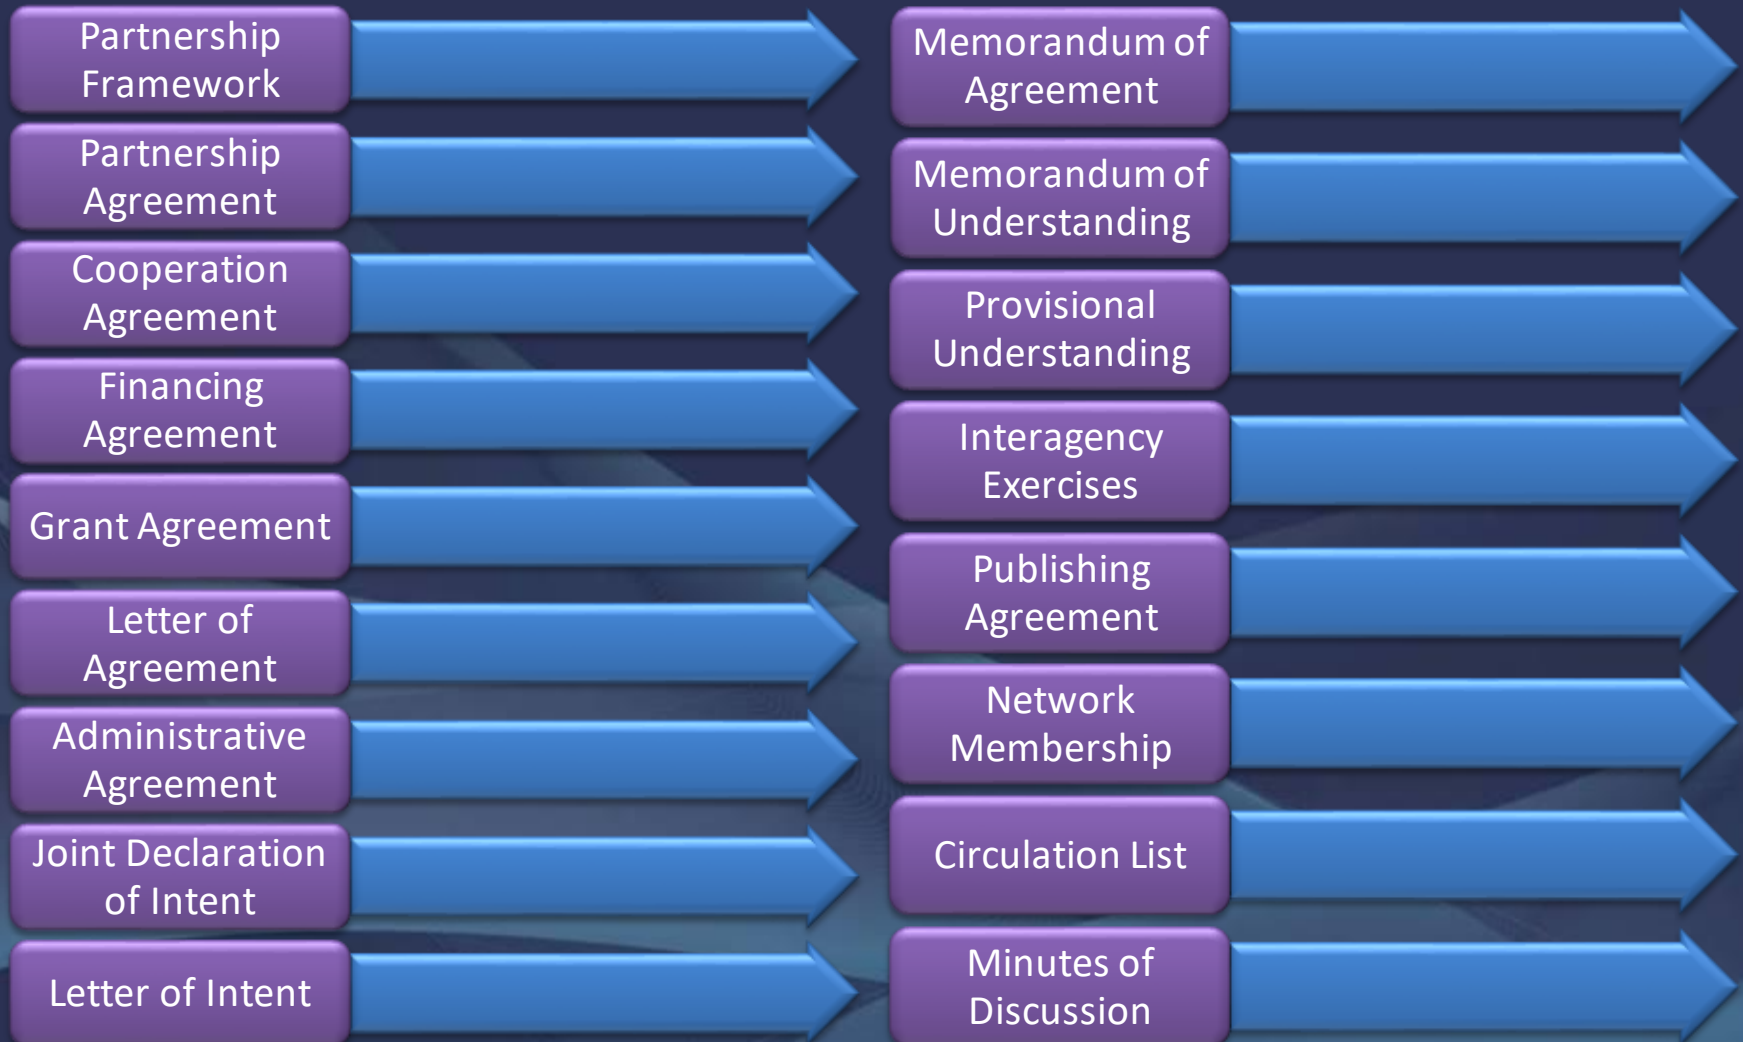 Partnership
Framework
Partnership
Agreement
Cooperation
Agreement
Financing
Agreement
Grant Agreement
Letter of
Agreement
Administrative
Agreement
Joint Declaration
of Intent
Letter of Intent
Memorandum of
Agreement
Memorandum of
Understanding
Provisional
Understanding
Interagency
Exercises
Publishing
Agreement
Network
Membership
Circulation List
Minutes of
Discussion